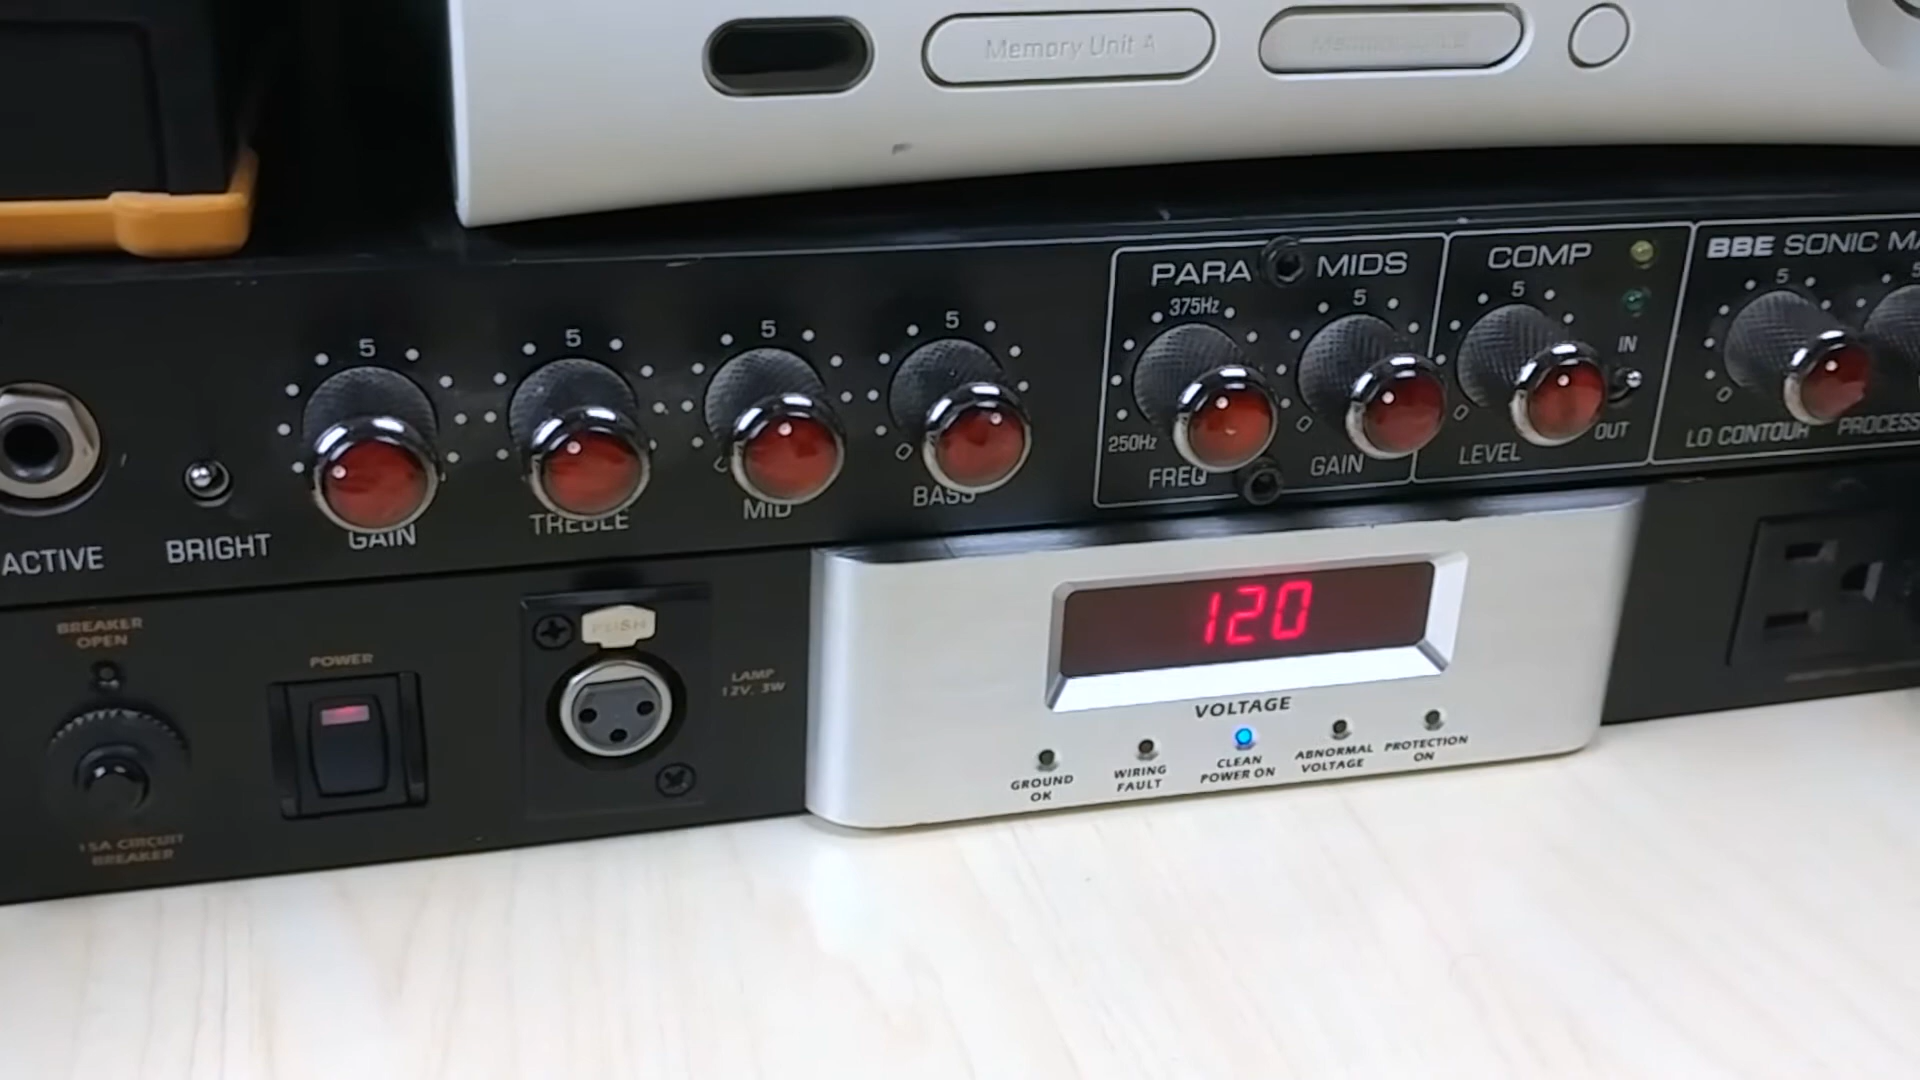 Memory Unit A
5
5
5
5
PARA MIDS
375Hz
5
250Hz
FREQ
GAIN
COMP
5
IN
OUT
LEVEL
BBE SONIC MA
5
5
LO CONTOUR
PROCESS
ACTIVE
BRIGHT
GAIN
TREBLE
MID
BASS
BREAKER
OPEN
15A CIRCUIT
BREAKER
POWER
PUSH
LAMP
12V, 3W
120
VOLTAGE
GROUND
OK
WIRING
FAULT
CLEAN
POWER ON
ABNORMAL
VOLTAGE
PROTECTION
ON